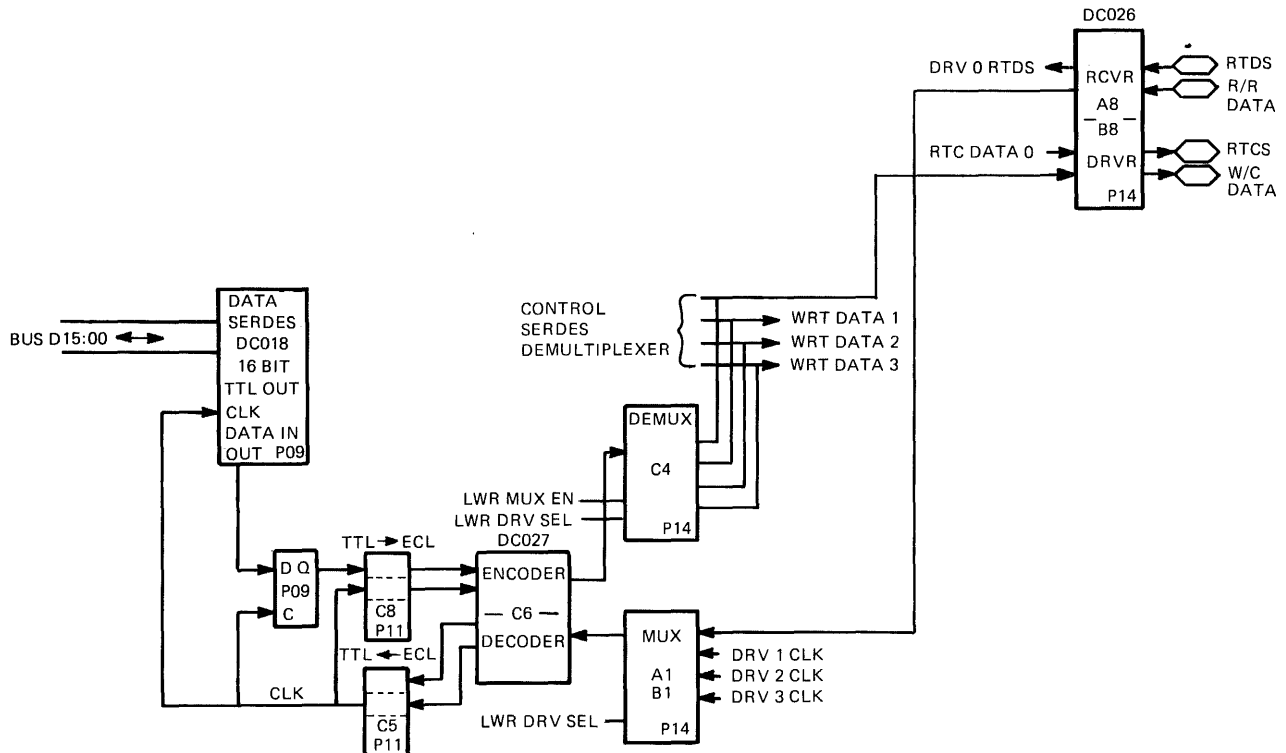 DC026
DRV 0 RTDS
RCVR
A8
B8
DRVR
P14
RTDS
R/R
DATA
RTC DATA 0
RTCS
W/C
DATA
DATA
SERDES
DC018
16 BIT
TTL OUT
CLK
DATA IN
OUT P09
BUS D15:00
CONTROL
SERDES
DEMULTIPLEXER
WRT DATA 1
WRT DATA 2
WRT DATA 3
DEMUX
C4
P14
LWR MUX EN
LWR DRV SEL
D Q
P09
C
TTL → ECL
C8
P11
DC027
ENCODER
C6
DECODER
TTL ← ECL
CLK
C5
P11
MUX
A1
B1
P14
DRV 1 CLK
DRV 2 CLK
DRV 3 CLK
LWR DRV SEL